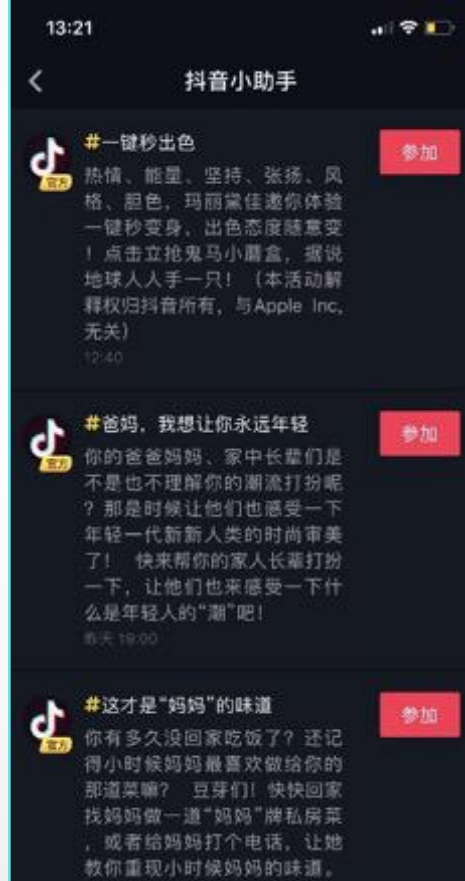 13:21
抖音小助手
#一键秒出色
参加
官方
热情、能量、坚持、张扬、风
格、胆色，玛丽黛佳邀你体验
一键秒变身，出色态度随意变
！点击立抢鬼马小蘑盒，据说
地球人人手一只！（本活动解
释权归抖音所有，与Apple Inc,
无关）
12:40
#爸妈，我想让你永远年轻
参加
官方
你的爸爸妈妈、家中长辈们是
不是也不理解你的潮流打扮呢
？那是时候让他们也感受一下
年轻一代新新人类的时尚审美
了！ 快来帮你的家人长辈打扮
一下，让他们也来感受一下什
么是年轻人的“潮”吧！
昨天 19:00
#这才是“妈妈”的味道
参加
官方
你有多久没回家吃饭了？还记
得小时候妈妈最喜欢做给你的
那道菜嘛？ 豆芽们！快快回家
找妈妈做一道“妈妈”牌私房菜
，或者给妈妈打个电话，让她
教你重现小时候妈妈的味道。